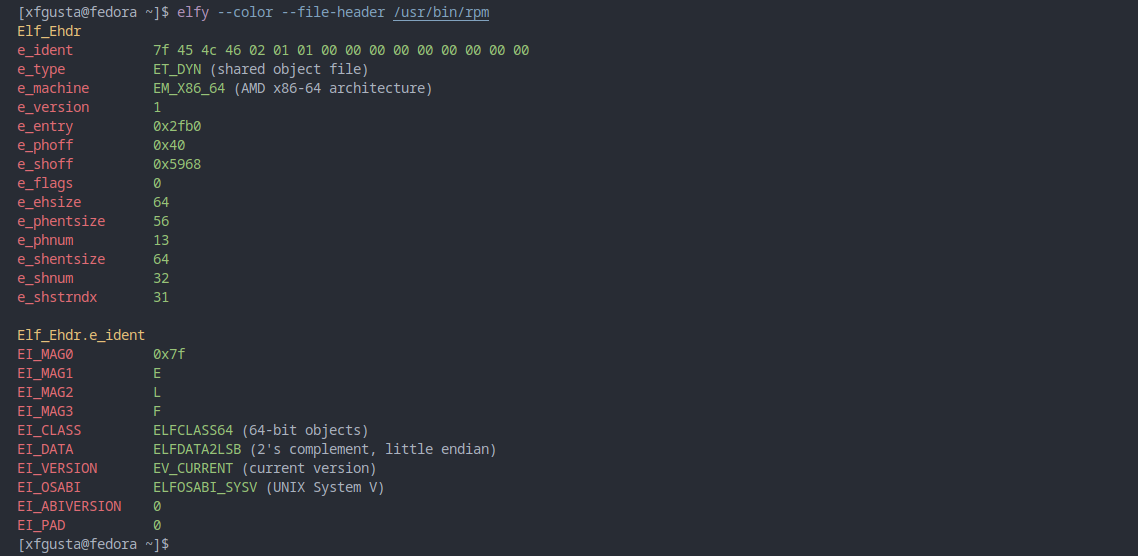 [xfgusta@fedora ~]$ elfy --color --file-header /usr/bin/rpm
Elf_Ehdr
e_ident          7f 45 4c 46 02 01 01 00 00 00 00 00 00 00 00 00
e_type           ET_DYN (shared object file)
e_machine        EM_X86_64 (AMD x86-64 architecture)
e_version        1
e_entry          0x2fb0
e_phoff          0x40
e_shoff          0x5968
e_flags          0
e_ehsize         64
e_phentsize      56
e_phnum          13
e_shentsize      64
e_shnum          32
e_shstrndx       31

Elf_Ehdr.e_ident
EI_MAG0          0x7f
EI_MAG1          E
EI_MAG2          L
EI_MAG3          F
EI_CLASS         ELFCLASS64 (64-bit objects)
EI_DATA          ELFDATA2LSB (2's complement, little endian)
EI_VERSION       EV_CURRENT (current version)
EI_OSABI         ELFOSABI_SYSV (UNIX System V)
EI_ABIVERSION    0
EI_PAD           0
[xfgusta@fedora ~]$